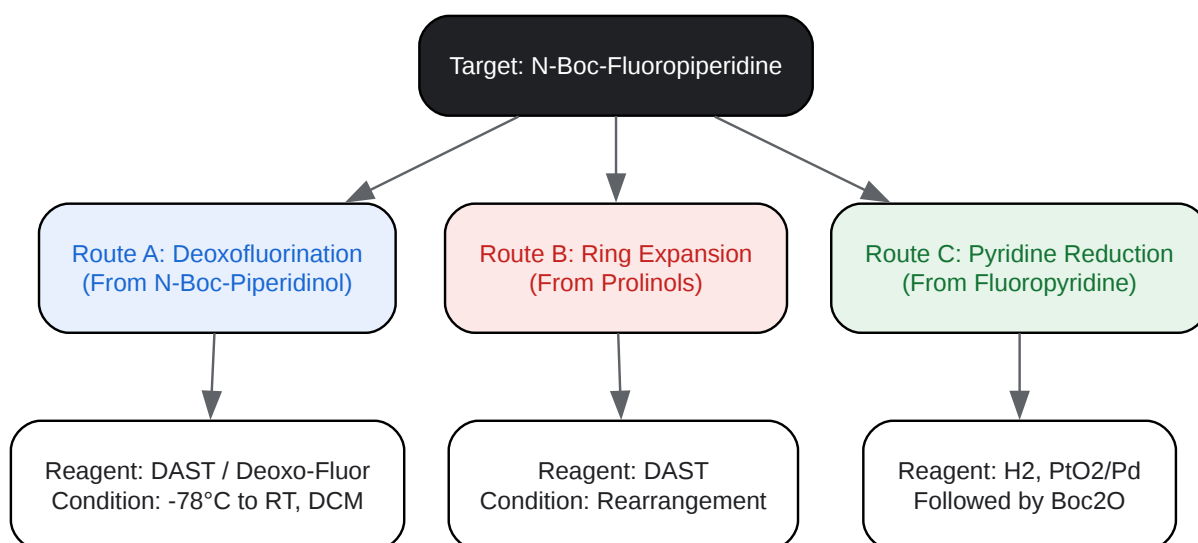 Target: N-Boc-Fluoropiperidine
Route A: Deoxofluorination
(From N-Boc-Piperidinol)
Route B: Ring Expansion
(From Prolinols)
Route C: Pyridine Reduction
(From Fluoropyridine)
Reagent: DAST / Deoxo-Fluor
Condition: -78°C to RT, DCM
Reagent: DAST
Condition: Rearrangement
Reagent: H2, PtO2/Pd
Followed by Boc2O